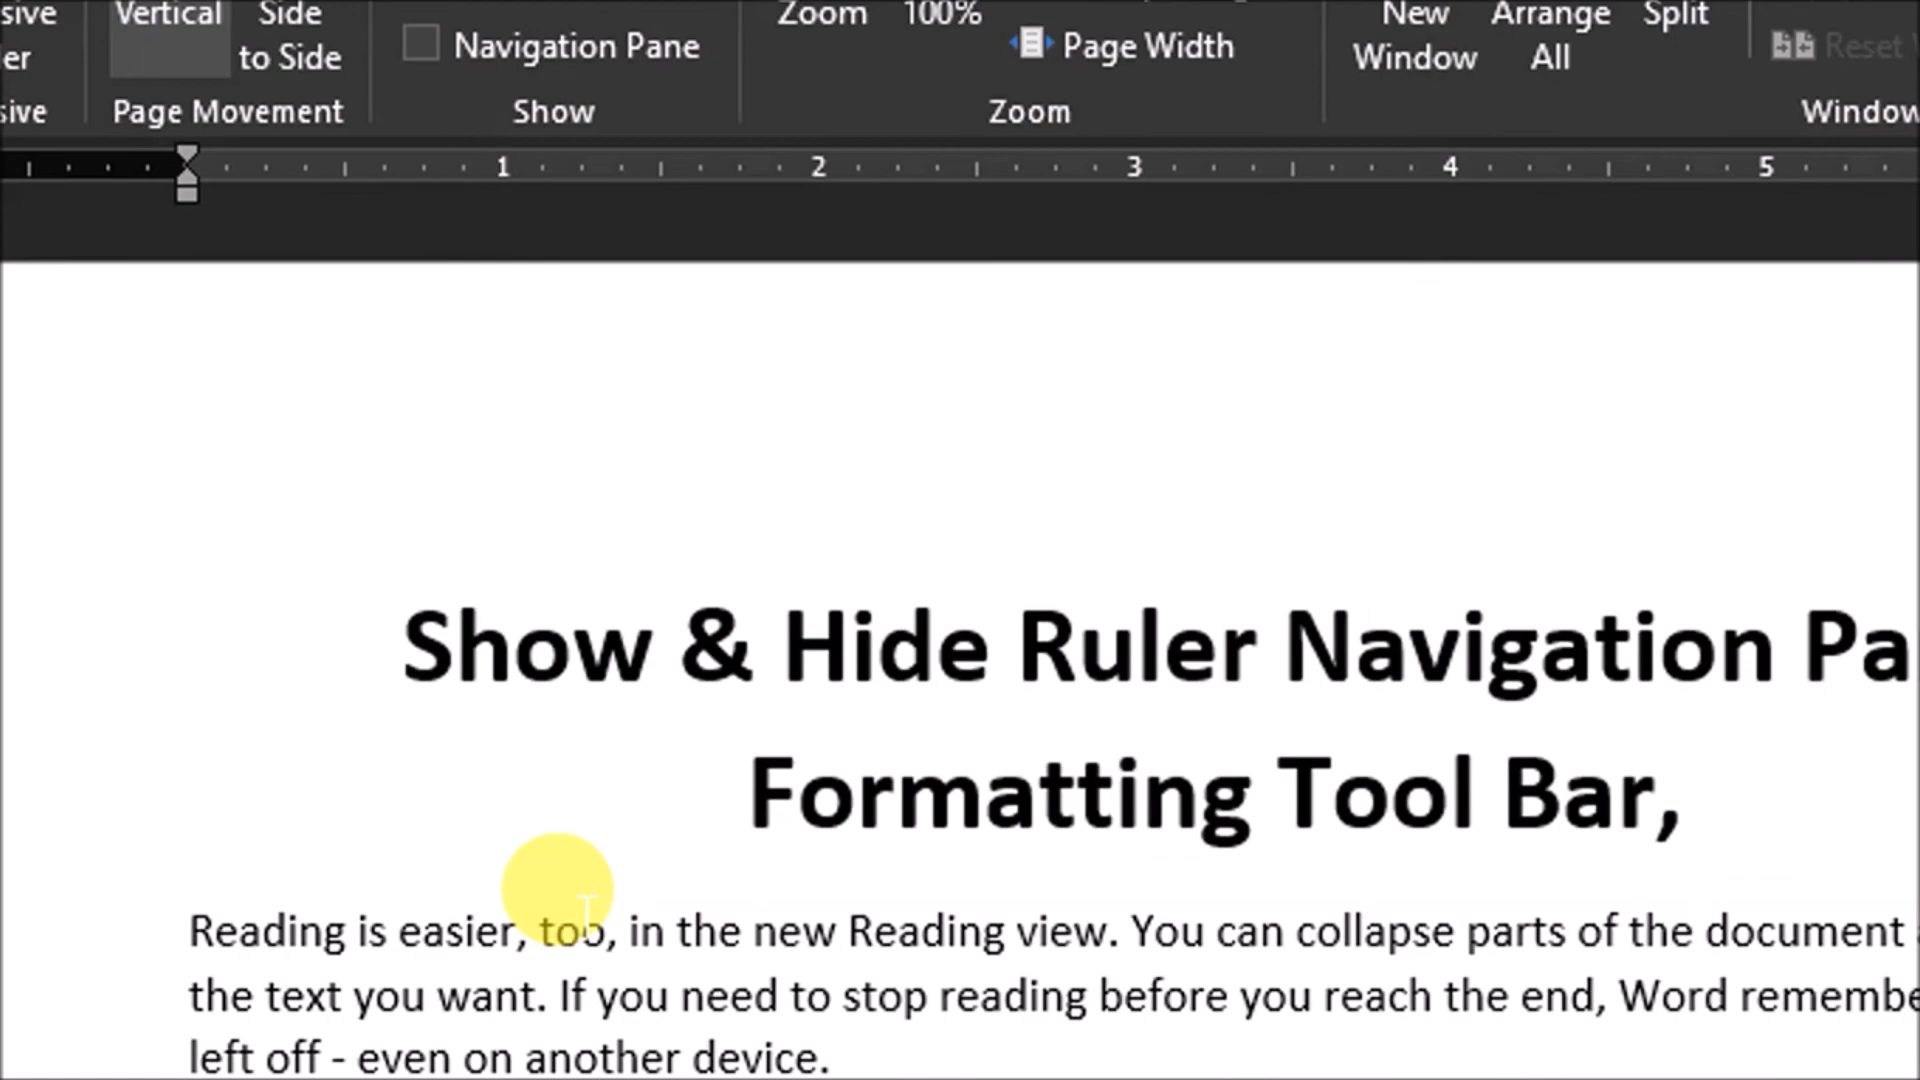 Vertical Side to Side
Navigation Pane
Page Movement
Show
Zoom 100%
Page Width
Zoom
New Window Arrange All Split
Reset
1 2 3 4 5
Show & Hide Ruler Navigation Pa
Formatting Tool Bar,
Reading is easier, too, in the new Reading view. You can collapse parts of the document
the text you want. If you need to stop reading before you reach the end, Word remembe
left off - even on another device.